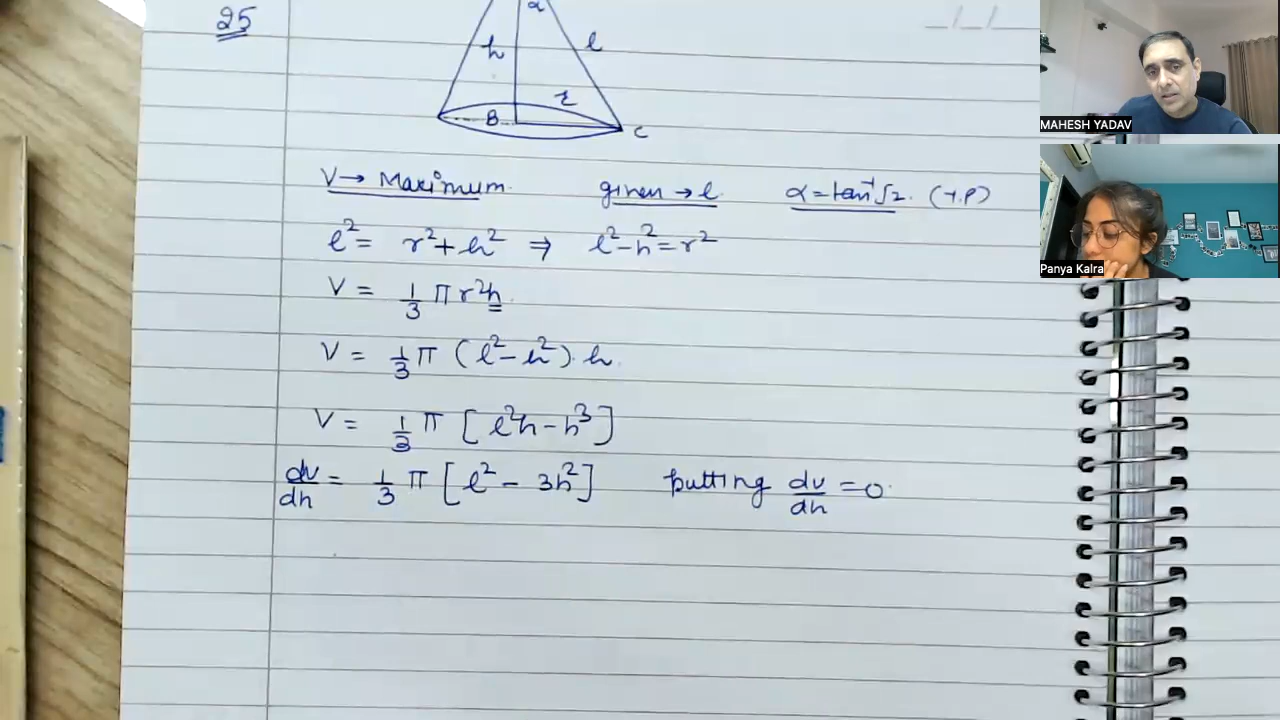 25
α
h
l
r
B
C
_/_/_
V → Maximum. given → l α = tan⁻¹√2. (T.P)
l² = r² + h² ⇒ l² - h² = r²
V = 1/3 π r²h
V = 1/3 π (l² - h²) . h
V = 1/3 π [l²h - h³]
dv/dh = 1/3 π [l² - 3h²] putting dv/dh = 0.
MAHESH YADAV
Panya Kalra